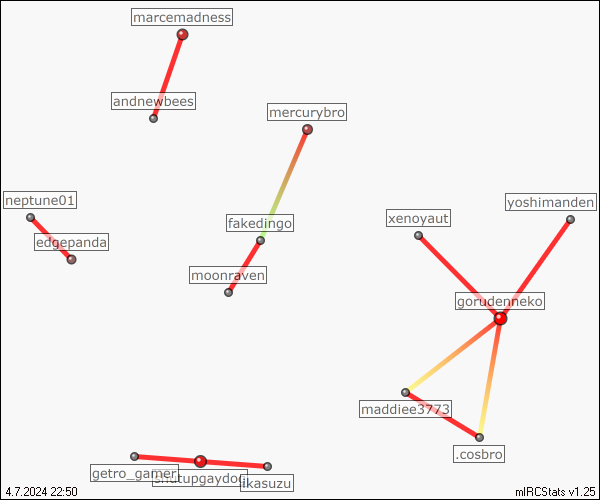 marcemadness
andnewbees
mercurybro
neptune01
yoshimanden
xenoyaut
fakedingo
edgepanda
moonraven
gorudenneko
maddiee3773
.cosbro
getro_gamer
shutupgaydog
likasuzu
4.7.2024 22:50
mIRCStats v1.25